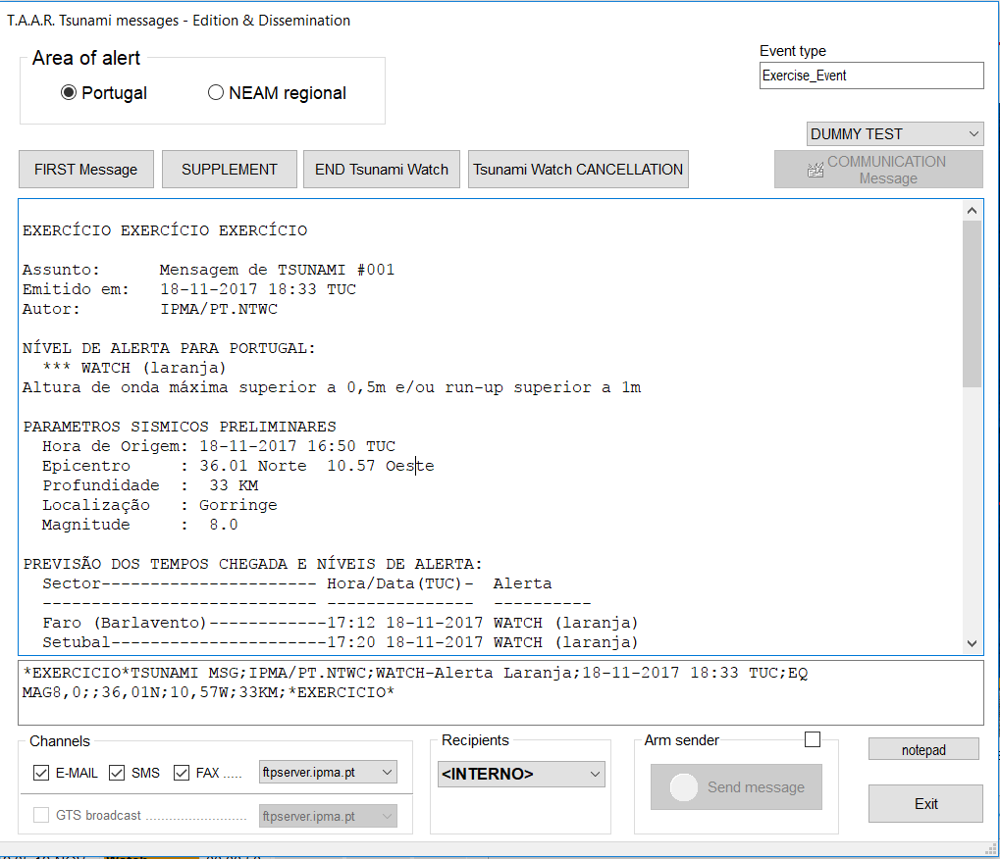 T.A.A.R. Tsunami messages - Edition & Dissemination
Area of alert
Portugal
NEAM regional
Event type
Exercise_Event
DUMMY TEST
FIRST Message
SUPPLEMENT
END Tsunami Watch
Tsunami Watch CANCELLATION
COMMUNICATION
Message
EXERCÍCIO EXERCÍCIO EXERCÍCIO
Assunto: Mensagem de TSUNAMI #001
Emitido em: 18-11-2017 18:33 TUC
Autor: IPMA/PT.NTWC
NÍVEL DE ALERTA PARA PORTUGAL:
*** WATCH (laranja)
Altura de onda máxima superior a 0,5m e/ou run-up superior a 1m
PARAMETROS SISMICOS PRELIMINARES
Hora de Origem: 18-11-2017 16:50 TUC
Epicentro : 36.01 Norte 10.57 Oeste
Profundidade : 33 KM
Localização : Gorringe
Magnitude : 8.0
PREVISÃO DOS TEMPOS CHEGADA E NÍVEIS DE ALERTA:
Sector---------------------- Hora/Data(TUC)- Alerta
---------------------------- --------------- ----------
Faro (Barlavento)------------17:12 18-11-2017 WATCH (laranja)
Setubal----------------------17:20 18-11-2017 WATCH (laranja)
*EXERCICIO*TSUNAMI MSG;IPMA/PT.NTWC;WATCH-Alerta Laranja;18-11-2017 18:33 TUC;EQ
MAG8,0;;36,01N;10,57W;33KM;*EXERCICIO*
Channels
E-MAIL
SMS
FAX .....
ftpserver.ipma.pt
GTS broadcast ..........................
ftpserver.ipma.pt
Recipients
<INTERNO>
Arm sender
Send message
notepad
Exit